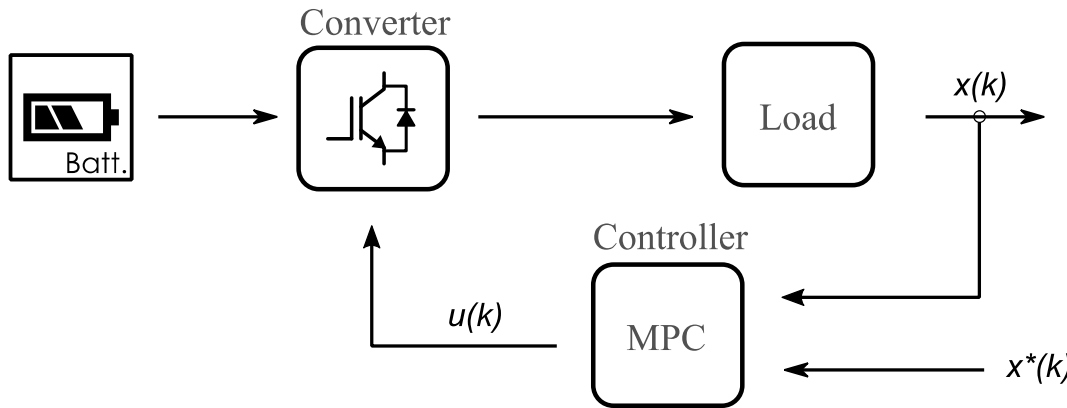 Converter
Batt.
Load
x(k)
Controller
u(k)
MPC
x*(k)